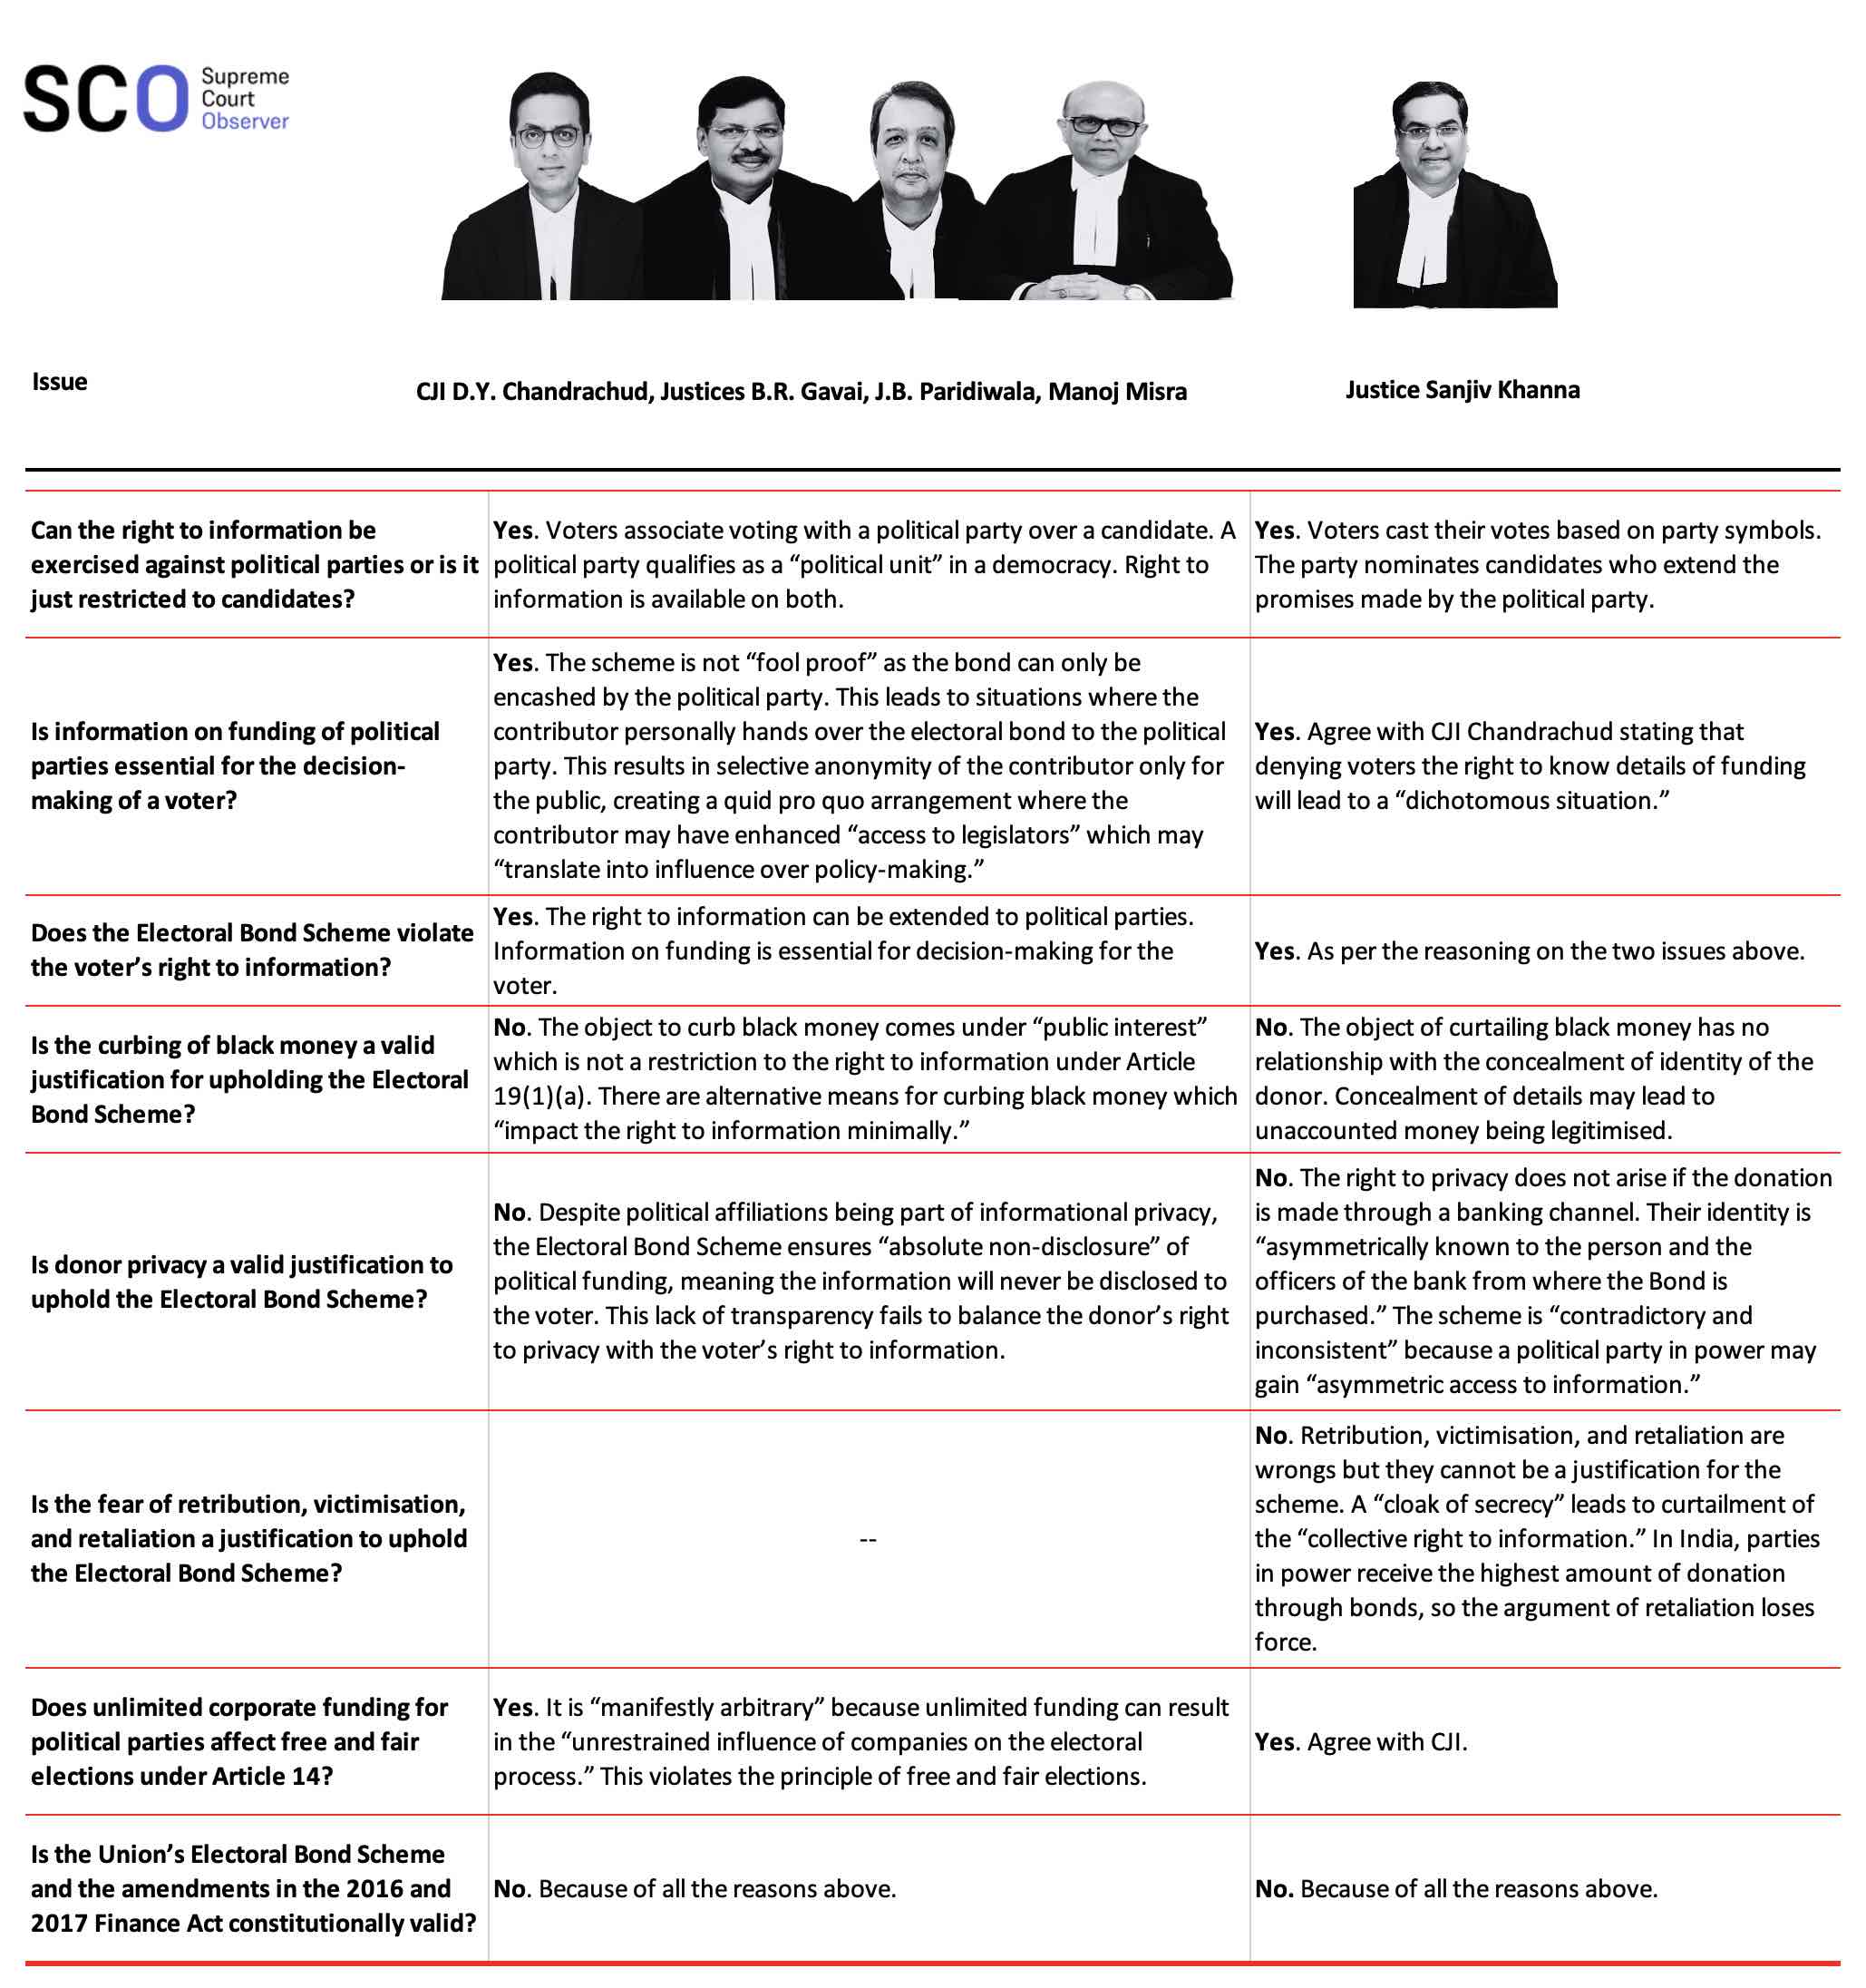 SCO Supreme
Court
Observer
Issue
CJI D.Y. Chandrachud, Justices B.R. Gavai, J.B. Paridiwala, Manoj Misra
Justice Sanjiv Khanna
Can the right to information be
exercised against political parties or is it
just restricted to candidates?
Yes. Voters associate voting with a political party over a candidate. A
political party qualifies as a “political unit” in a democracy. Right to
information is available on both.
Yes. Voters cast their votes based on party symbols.
The party nominates candidates who extend the
promises made by the political party.
Is information on funding of political
parties essential for the decision-
making of a voter?
Yes. The scheme is not “fool proof” as the bond can only be
encashed by the political party. This leads to situations where the
contributor personally hands over the electoral bond to the political
party. This results in selective anonymity of the contributor only for
the public, creating a quid pro quo arrangement where the
contributor may have enhanced “access to legislators” which may
“translate into influence over policy-making.”
Yes. Agree with CJI Chandrachud stating that
denying voters the right to know details of funding
will lead to a “dichotomous situation.”
Does the Electoral Bond Scheme violate
the voter’s right to information?
Yes. The right to information can be extended to political parties.
Information on funding is essential for decision-making for the
voter.
Yes. As per the reasoning on the two issues above.
Is the curbing of black money a valid
justification for upholding the Electoral
Bond Scheme?
No. The object to curb black money comes under “public interest”
which is not a restriction to the right to information under Article
19(1)(a). There are alternative means for curbing black money which
“impact the right to information minimally.”
No. The object of curtailing black money has no
relationship with the concealment of identity of the
donor. Concealment of details may lead to
unaccounted money being legitimised.
Is donor privacy a valid justification to
uphold the Electoral Bond Scheme?
No. Despite political affiliations being part of informational privacy,
the Electoral Bond Scheme ensures “absolute non-disclosure” of
political funding, meaning the information will never be disclosed to
the voter. This lack of transparency fails to balance the donor’s right
to privacy with the voter’s right to information.
No. The right to privacy does not arise if the donation
is made through a banking channel. Their identity is
“asymmetrically known to the person and the
officers of the bank from where the Bond is
purchased.” The scheme is “contradictory and
inconsistent” because a political party in power may
gain “asymmetric access to information.”
Is the fear of retribution, victimisation,
and retaliation a justification to uphold
the Electoral Bond Scheme?
--
No. Retribution, victimisation, and retaliation are
wrongs but they cannot be a justification for the
scheme. A “cloak of secrecy” leads to curtailment of
the “collective right to information.” In India, parties
in power receive the highest amount of donation
through bonds, so the argument of retaliation loses
force.
Does unlimited corporate funding for
political parties affect free and fair
elections under Article 14?
Yes. It is “manifestly arbitrary” because unlimited funding can result
in the “unrestrained influence of companies on the electoral
process.” This violates the principle of free and fair elections.
Yes. Agree with CJI.
Is the Union’s Electoral Bond Scheme
and the amendments in the 2016 and
2017 Finance Act constitutionally valid?
No. Because of all the reasons above.
No. Because of all the reasons above.